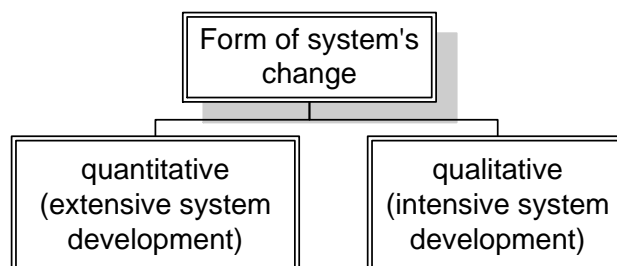 Form of system's
change
quantitative
(extensive system
development)
qualitative
(intensive system
development)